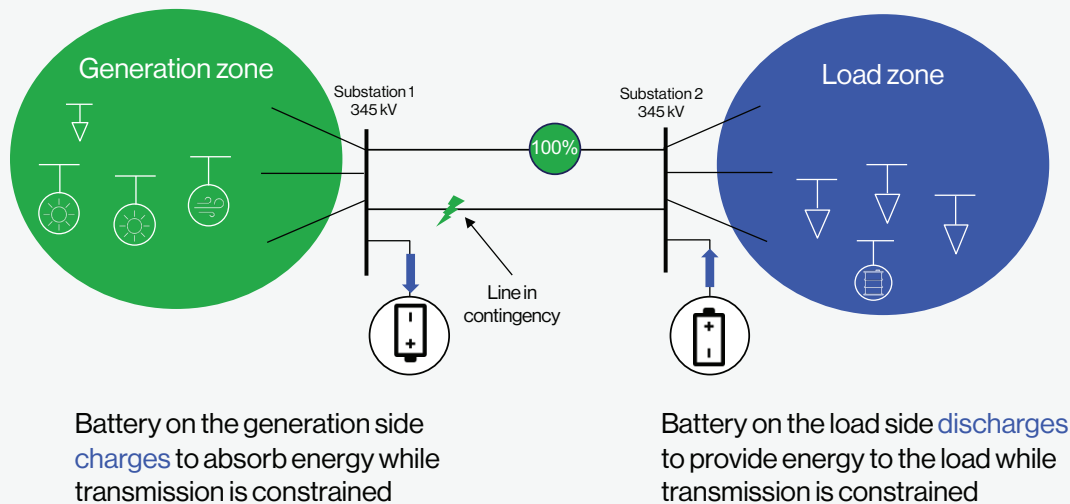 Generation zone
Load zone
Substation 1
345 kV
Substation 2
345 kV
100%
Line in
contingency
Battery on the generation side
charges to absorb energy while
transmission is constrained
Battery on the load side discharges
to provide energy to the load while
transmission is constrained